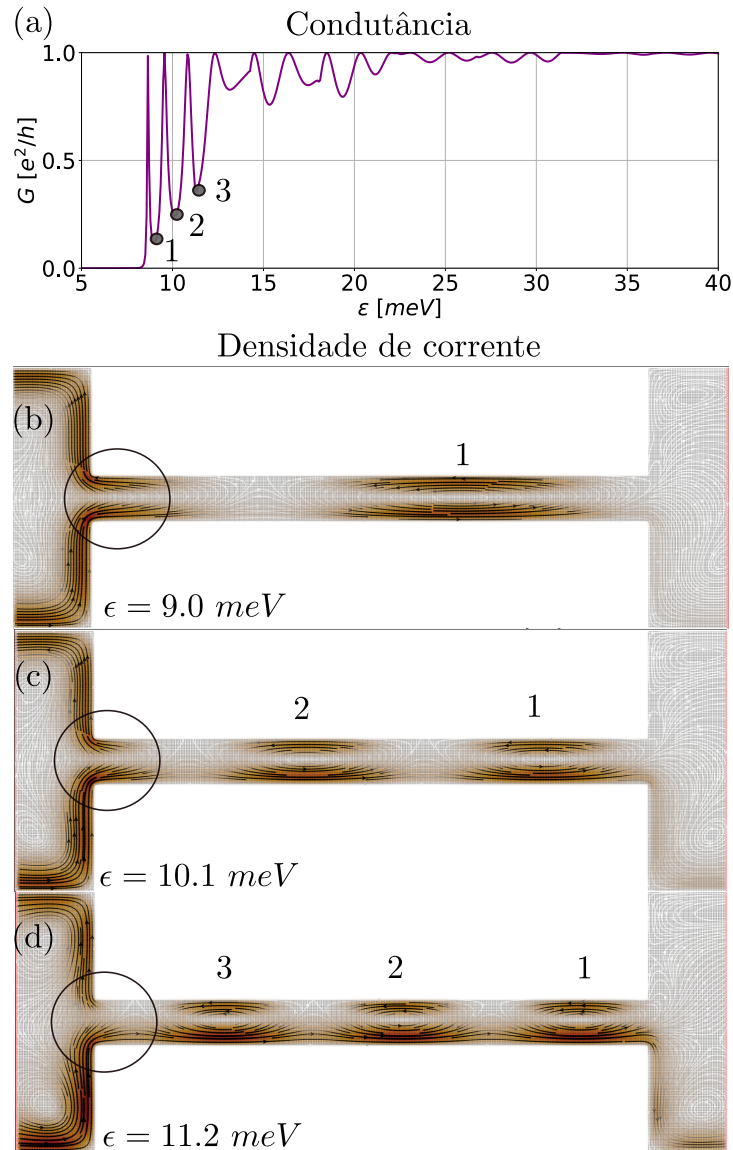 (a) Condutância
1.0
0.5
0.0
G [e²/h]
1
2
3
5 10 15 20 25 30 35 40
ε [meV]
Densidade de corrente
(b)
1
ϵ = 9.0 meV
(c)
2 1
ϵ = 10.1 meV
(d)
3 2 1
ϵ = 11.2 meV